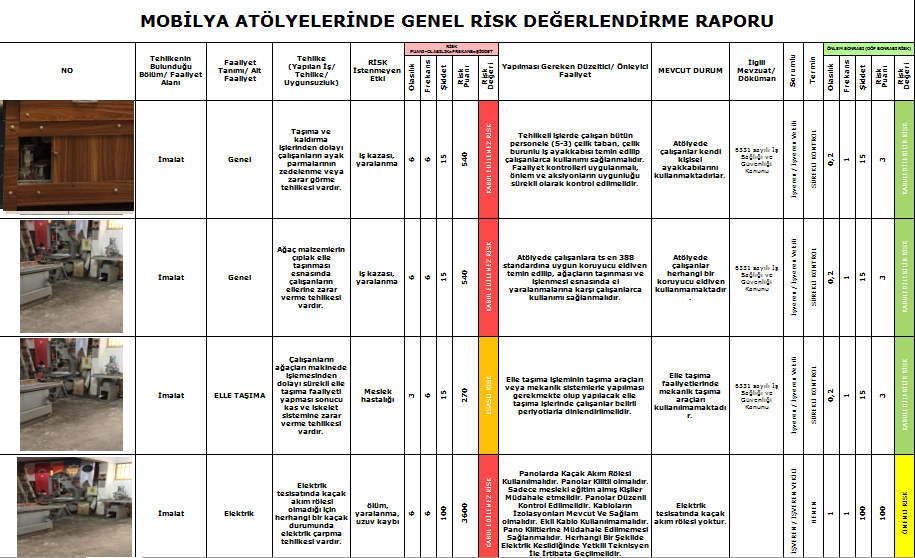 MOBİLYA ATÖLYELERİNDE GENEL RİSK DEĞERLENDİRME RAPORU
NO
Tehlikenin
Bulunduğu
Bölüm/ Faaliyet
Alanı
Faaliyet
Tanımı/ Alt
Faaliyet
Tehlike
(Yapılan İş/
Tehlike/
Uygunsuzluk)
RİSK
İstenmeyen
Etki
RİSK
PUANI=OLASILIKxFREKANSxŞİDDET
Olasılık
Frekans
Şiddet
Risk
Puanı
Risk
Değeri
Yapılması Gereken Düzeltici/ Önleyici
Faaliyet
MEVCUT DURUM
İlgili
Mevzuat/
Döküman
Sorumlu
Termin
ÖNLEM SONRASI (DÖF SONRASI RİSK)
Olasılık
Frekans
Şiddet
Risk
Puanı
Risk
Değeri
İmalat
Genel
Taşıma ve
kaldırma
işlerinden dolayı
çalışanların ayak
parmalarının
zedelenme veya
zarar görme
tehlikesi vardır.
iş kazası,
yaralanma
6
6
15
540
KABUL EDİLEMEZ RİSK
Tehlikeli işlerde çalışan bütün
personele (S-3) çelik taban, çelik
burunlu iş ayakkabısı temin edilip
çalışanlarca kullanımı sağlanmalıdır.
Faaliyet kontrolleri uygulanmalı,
önlem ve aksiyonların uygunluğu
sürekli olarak kontrol edilmelidir.
Atölyede
çalışanlar kendi
kişisel
ayakkabılarını
kullanmaktadırlar.
6331 sayılı İş
Sağlığı ve
Güvenliği
Kanunu
İşveren / İşveren Vekili
SÜREKLİ KONTROL
0,2
1
15
3
KABUL EDİLEBİLİR RİSK
İmalat
Genel
Ağaç malzemlerin
çıplak elle
taşınması
esnasında
çalışanların
ellerine zarar
verme tehlikesi
vardır.
iş kazası,
yaralanma
6
6
15
540
KABUL EDİLEMEZ RİSK
Atölyede çalışanlara ts en 388
standardına uygun koruyucu eldiven
temin edilip, ağaçların taşınması ve
işlenmesi esnasında el
yaralanmalarına karşı çalışanlarca
kullanımı sağlanmalıdır.
Atölyede
çalışanlar
herhangi bir
koruyucu eldiven
kullanmamaktadır
.
6331 sayılı İş
Sağlığı ve
Güvenliği
Kanunu
İşveren / İşveren Vekili
SÜREKLİ KONTROL
0,2
1
15
3
KABUL EDİLEBİLİR RİSK
İmalat
ELLE TAŞIMA
Çalışanların
ağaçları makinede
işlemesinden
dolayı sürekli elle
taşıma faaliyeti
yapması sonucu
kas ve iskelet
sistemine zarar
verme tehlikesi
vardır.
Meslek
hastalığı
3
6
15
270
ESASLI RİSK
Elle taşıma işleminin taşıma araçları
veya mekanik sistemlerle yapılması
gerekmekte olup yapılacak elle
taşıma işlerinde çalışanlar belirli
periyotlarla dinlendirilmelidir.
Elle taşıma
faaliyetlerinde
mekanik taşıma
araçları
kullanılmamaktadı
r.
6331 sayılı İş
Sağlığı ve
Güvenliği
Kanunu
İşveren / İşveren Vekili
SÜREKLİ KONTROL
0,2
1
15
3
KABUL EDİLEBİLİR RİSK
İmalat
Elektrik
Elektrik
tesisatında kaçak
akım rölesi
olmadığı için
herhangi bir kaçak
durumunda
elektrik çarpma
tehlikesi vardır.
ölüm,
yaralanma,
uzuv kaybı
6
6
100
3600
KABUL EDİLEMEZ RİSK
Panolarda Kaçak Akım Rölesi
Kullanılmalıdır. Panolar Kilitli olmalıdır.
Sadece mesleki eğitim almış Kişiler
Müdahale etmelidir. Panolar Düzenli
Kontrol Edilmelidir. Kabloların
İzolasyonları Mevcut Ve Sağlam
olmalıdır. Ekli Kablo Kullanılmamalıdır.
Pano Kilitlerine Müdahale Edilmemesi
Sağlanmalıdır. Herhangi Bir Şekilde
Elektrik Kesildiğinde Yetkili Teknisyen
İle İrtibata Geçilmelidir.
Elektrik
tesisatında kaçak
akım rölesi yoktur.
İŞVEREN / İŞVEREN VEKİLİ
HEMEN
1
1
100
100
ÖNEMLİ RİSK